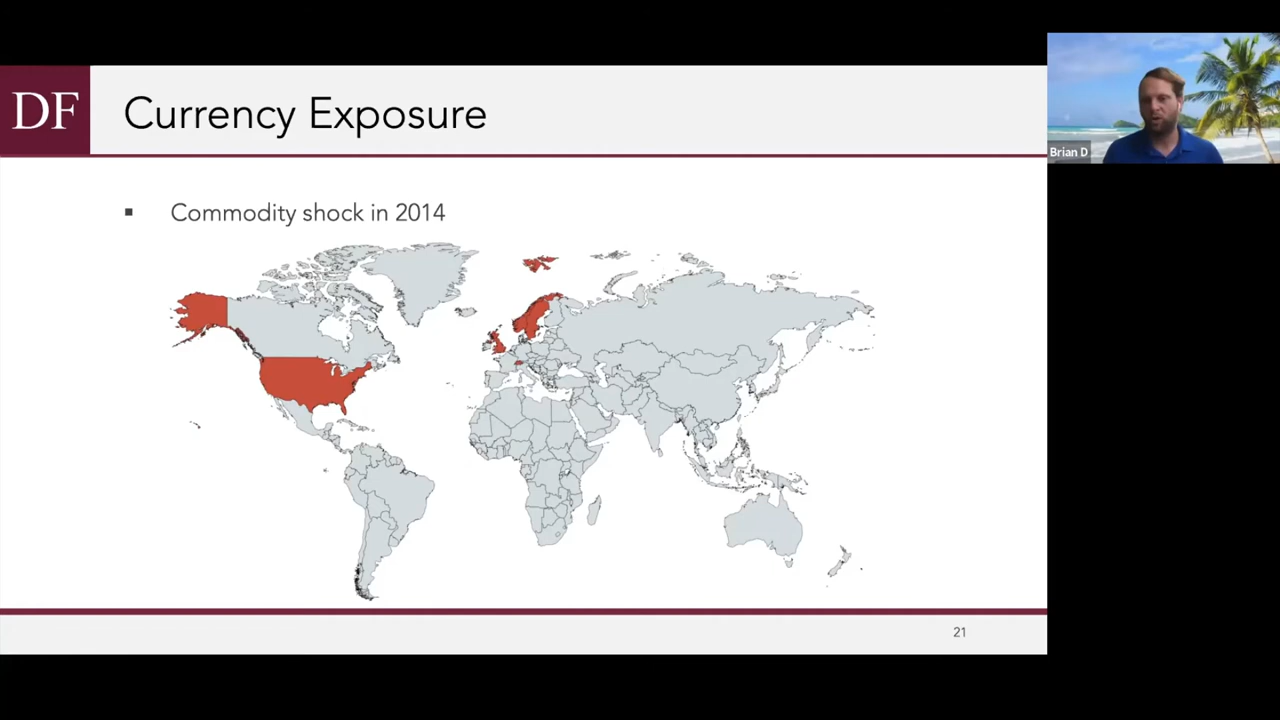 DF
Currency Exposure
▪ Commodity shock in 2014
Brian D
21